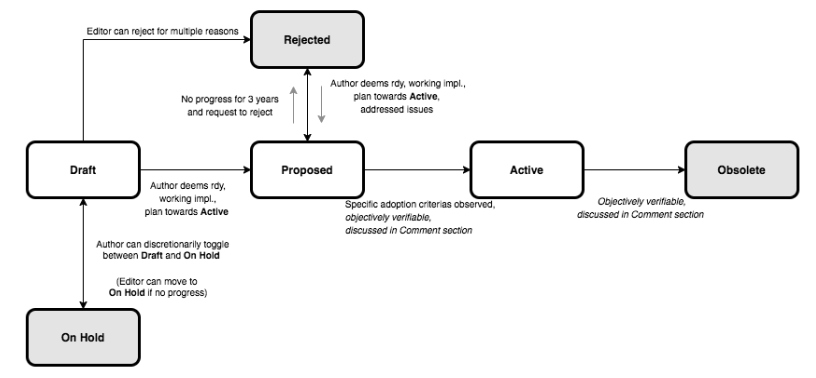 Editor can reject for multiple reasons
Rejected
No progress for 3 years
and request to reject
Author deems rdy, working impl.,
plan towards Active,
addressed issues
Draft
Proposed
Active
Obsolete
Author deems rdy,
working impl.,
plan towards Active
Specific adoption criterias observed,
objectively verifiable,
discussed in Comment section
Objectively verifiable,
discussed in Comment section
Author can discretionarily toggle
between Draft and On Hold
(Editor can move to
On Hold if no progress)
On Hold